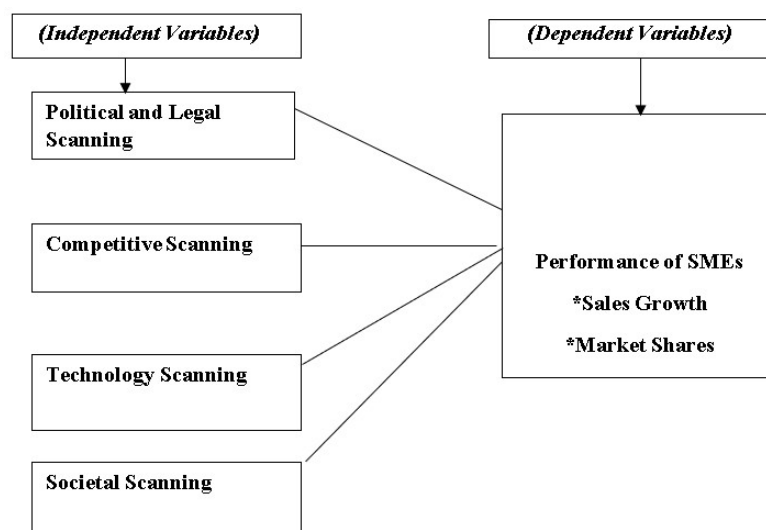 (Independent Variables)
(Dependent Variables)
Political and Legal
Scanning
Competitive Scanning
Technology Scanning
Societal Scanning
Performance of SMEs
*Sales Growth
*Market Shares